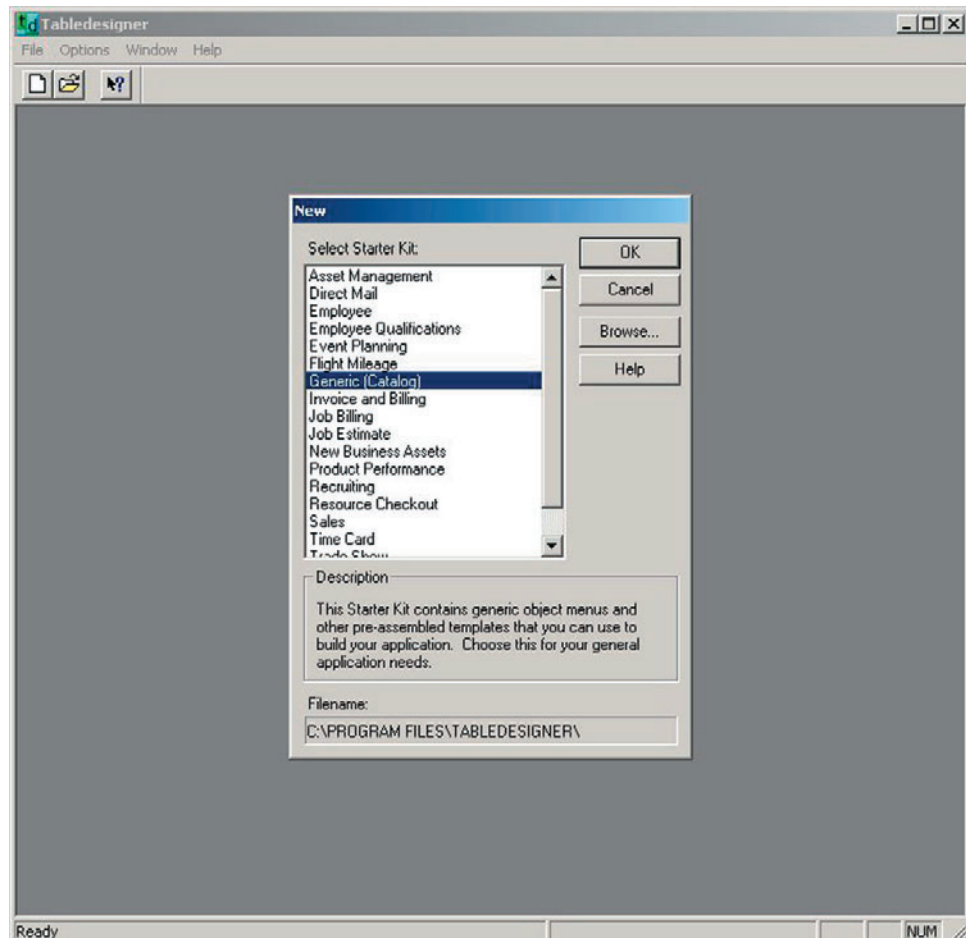 td Tabledesigner
File Options Window Help
New
Select Starter Kit:
Asset Management
Direct Mail
Employee
Employee Qualifications
Event Planning
Flight Mileage
Generic (Catalog)
Invoice and Billing
Job Billing
Job Estimate
New Business Assets
Product Performance
Recruiting
Resource Checkout
Sales
Time Card
Trade Show
OK
Cancel
Browse...
Help
Description
This Starter Kit contains generic object menus and
other pre-assembled templates that you can use to
build your application. Choose this for your general
application needs.
Filename:
C:\PROGRAM FILES\TABLEDESIGNER\
Ready
NUM